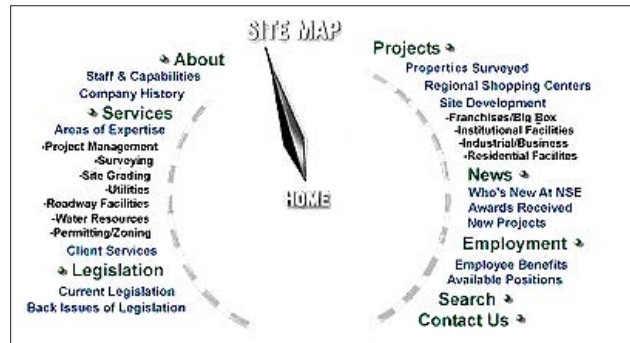 SITE MAP
About
Staff & Capabilities
Company History
Services
Areas of Expertise
-Project Management
-Surveying
-Site Grading
-Utilities
-Roadway Facilities
-Water Resources
-Permitting/Zoning
Client Services
Legislation
Current Legislation
Back Issues of Legislation
HOME
Projects
Properties Surveyed
Regional Shopping Centers
Site Development
-Franchises/Big Box
-Institutional Facilities
-Industrial/Business
-Residential Facilites
News
Who's New At NSE
Awards Received
New Projects
Employment
Employee Benefits
Available Positions
Search
Contact Us